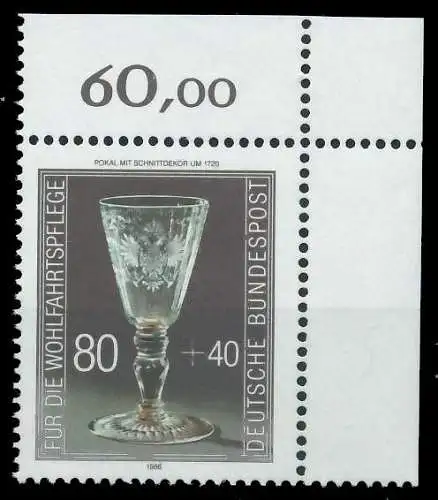 60,00
POKAL MIT SCHNITTDEKOR UM 1720
FÜR DIE WOHLFAHRTSPFLEGE
80 +40
DEUTSCHE BUNDESPOST
1986